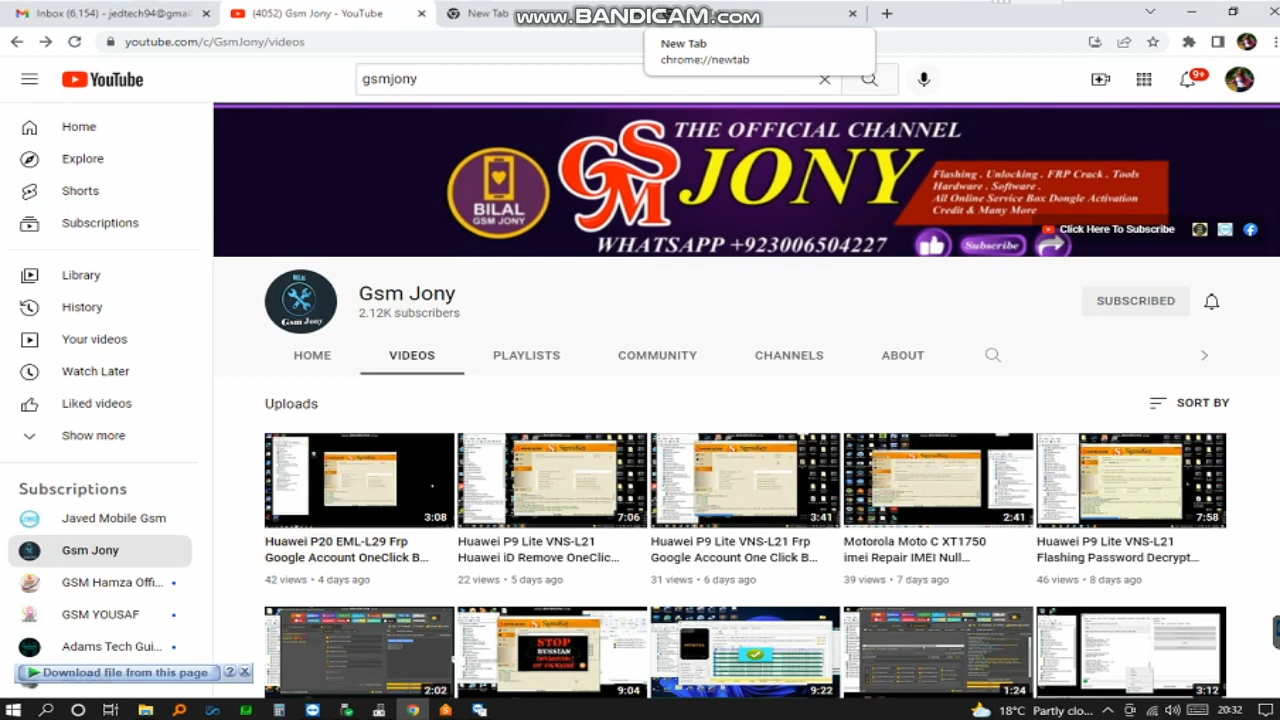 Inbox (6,154) - jedtech94@gmai
(4052) Gsm Jony - YouTube
New Tab
www.BANDICAM.com
New Tab
chrome://newtab
youtube.com/c/GsmJony/videos
YouTube
gsmjony
9+
Home
Explore
Shorts
Subscriptions
Library
History
Your videos
Watch Later
Liked videos
Show more
Subscriptions
Javed Mobile Gsm
Gsm Jony
GSM Hamza Offi...
GSM YOUSAF
Adams Tech Gui...
Download file from this page
THE OFFICIAL CHANNEL
GSM JONY
BILAL
GSM JONY
Flashing . Unlocking . FRP Crack . Tools
Hardware . Software .
All Online Service Box Dongle Activation
Credit & Many More
WHATSAPP +923006504227
Subscribe
Click Here To Subscribe
BILAL
Gsm Jony
Gsm Jony
2.12K subscribers
SUBSCRIBED
HOME
VIDEOS
PLAYLISTS
COMMUNITY
CHANNELS
ABOUT
Uploads
SORT BY
3:08
Huawei P20 EML-L29 Frp
Google Account OneClick B...
42 views • 4 days ago
7:06
Huawei P9 Lite VNS-L21
Huawei iD Remove OneClic...
22 views • 5 days ago
3:41
Huawei P9 Lite VNS-L21 Frp
Google Account One Click B...
31 views • 6 days ago
2:41
Motorola Moto C XT1750
imei Repair IMEI Null...
39 views • 7 days ago
7:58
Huawei P9 Lite VNS-L21
Flashing Password Decrypt...
46 views • 8 days ago
STOP
RUSSIAN
9:04
9:22
1:24
3:12
18°C Partly clo...
20:32